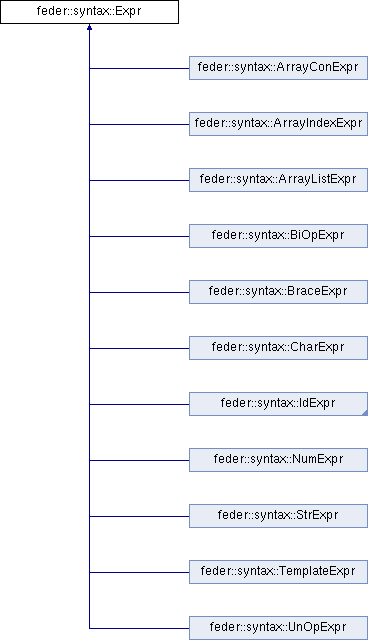 feder::syntax::Expr
feder::syntax::ArrayConExpr
feder::syntax::ArrayIndexExpr
feder::syntax::ArrayListExpr
feder::syntax::BiOpExpr
feder::syntax::BraceExpr
feder::syntax::CharExpr
feder::syntax::IdExpr
feder::syntax::NumExpr
feder::syntax::StrExpr
feder::syntax::TemplateExpr
feder::syntax::UnOpExpr